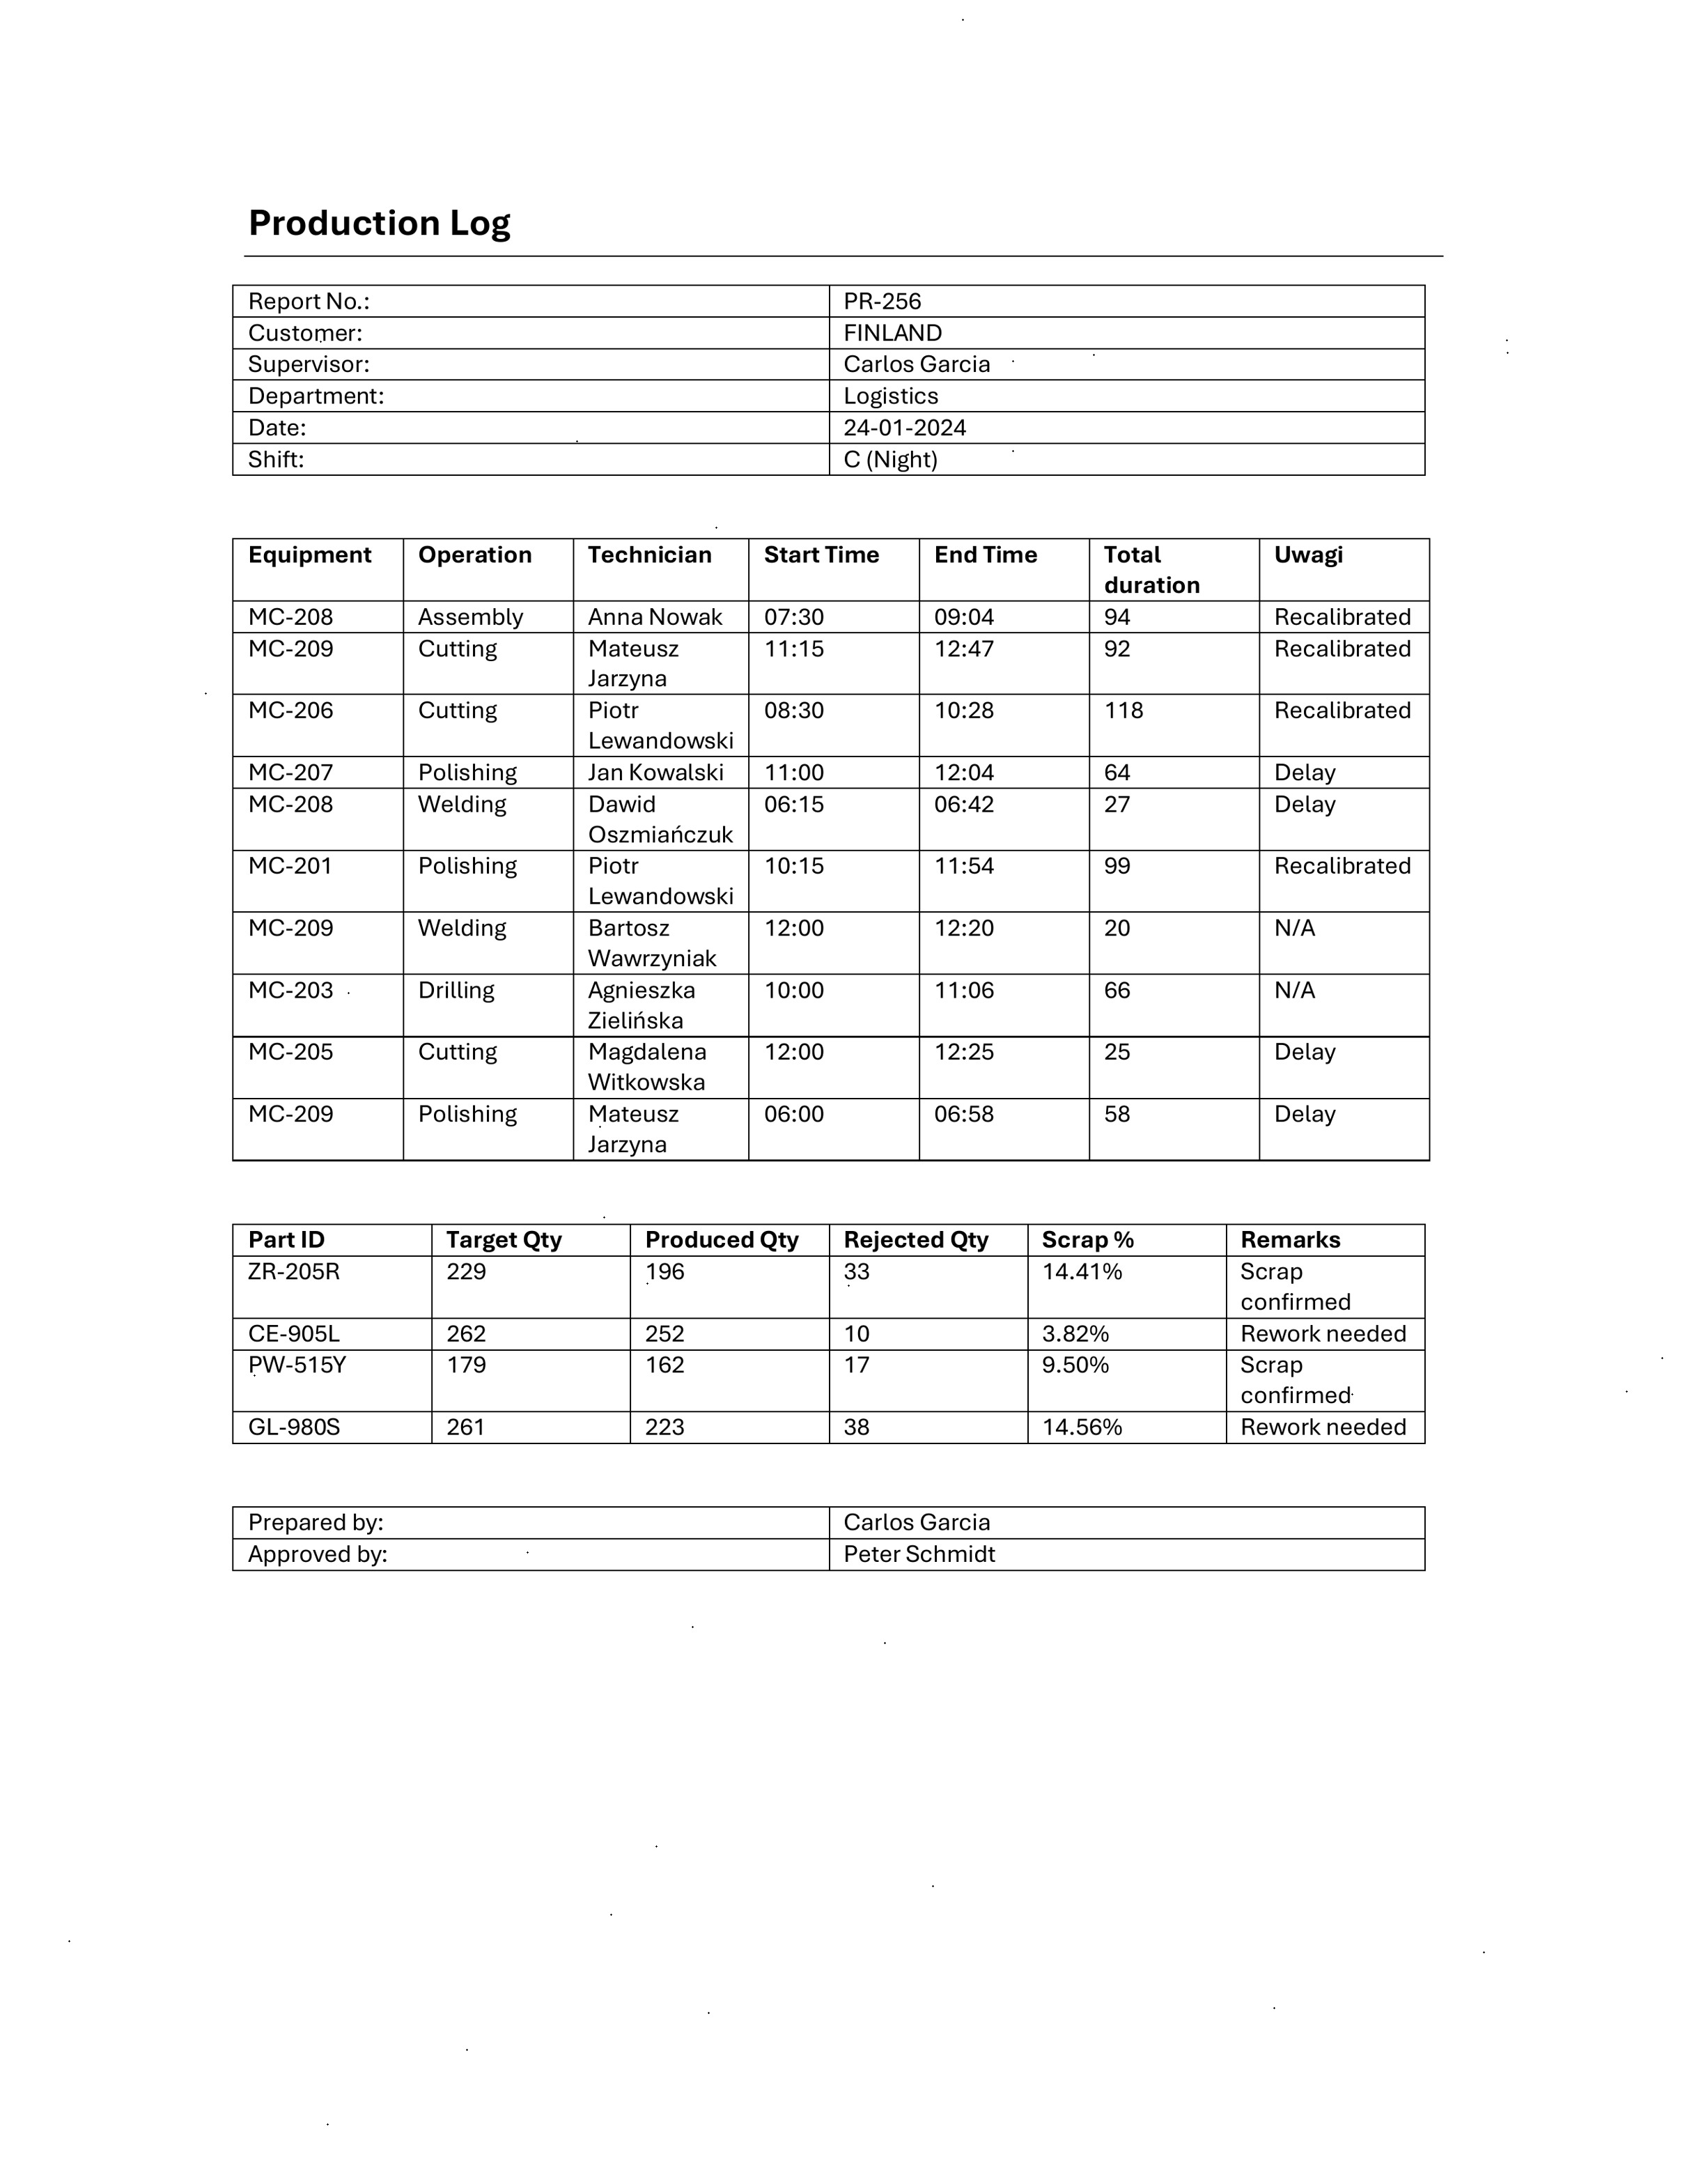 Production Log
Report No.: PR-256
Customer: FINLAND
Supervisor: Carlos Garcia
Department: Logistics
Date: 24-01-2024
Shift: C (Night)
Equipment Operation Technician Start Time End Time Total duration Uwagi
MC-208 Assembly Anna Nowak 07:30 09:04 94 Recalibrated
MC-209 Cutting Mateusz Jarzyna 11:15 12:47 92 Recalibrated
MC-206 Cutting Piotr Lewandowski 08:30 10:28 118 Recalibrated
MC-207 Polishing Jan Kowalski 11:00 12:04 64 Delay
MC-208 Welding Dawid Oszmiańczuk 06:15 06:42 27 Delay
MC-201 Polishing Piotr Lewandowski 10:15 11:54 99 Recalibrated
MC-209 Welding Bartosz Wawrzyniak 12:00 12:20 20 N/A
MC-203 Drilling Agnieszka Zielińska 10:00 11:06 66 N/A
MC-205 Cutting Magdalena Witkowska 12:00 12:25 25 Delay
MC-209 Polishing Mateusz Jarzyna 06:00 06:58 58 Delay
Part ID Target Qty Produced Qty Rejected Qty Scrap % Remarks
ZR-205R 229 196 33 14.41% Scrap confirmed
CE-905L 262 252 10 3.82% Rework needed
PW-515Y 179 162 17 9.50% Scrap confirmed
GL-980S 261 223 38 14.56% Rework needed
Prepared by: Carlos Garcia
Approved by: Peter Schmidt